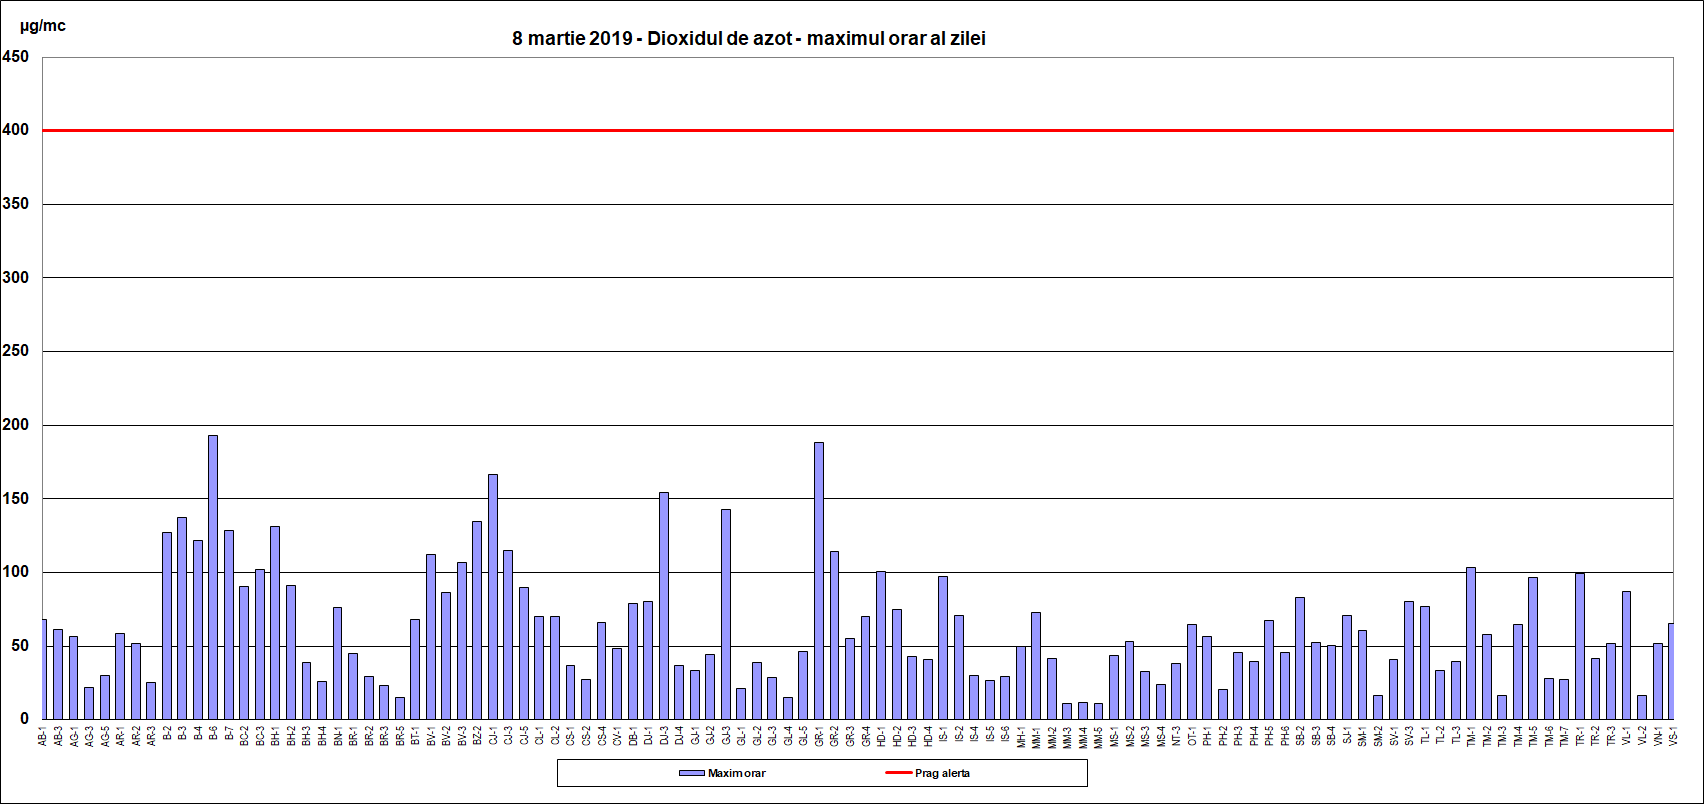 µg/mc
8 martie 2019 - Dioxidul de azot - maximul orar al zilei
450
400
350
300
250
200
150
100
50
0
AB-1 AB-3 AG-1 AG-3 AG-5 AR-1 AR-2 AR-3 B-2 B-3 B-4 B-6 B-7 BC-2 BC-3 BH-1 BH-2 BH-3 BH-4 BN-1 BR-1 BR-2 BR-3 BR-5 BT-1 BV-1 BV-2 BV-3 BZ-2 CJ-1 CJ-3 CJ-5 CL-1 CL-2 CS-1 CS-2 CS-4 CV-1 DB-1 DJ-1 DJ-3 DJ-4 GJ-1 GJ-2 GJ-3 GL-1 GL-2 GL-3 GL-4 GL-5 GR-1 GR-2 GR-3 GR-4 HD-1 HD-2 HD-3 HD-4 IS-1 IS-2 IS-4 IS-5 IS-6 MH-1 MM-1 MM-2 MM-3 MM-4 MM-5 MS-1 MS-2 MS-3 MS-4 NT-3 OT-1 PH-1 PH-2 PH-3 PH-4 PH-5 PH-6 SB-2 SB-3 SB-4 SJ-1 SM-1 SM-2 SV-1 SV-3 TL-1 TL-2 TL-3 TM-1 TM-2 TM-3 TM-4 TM-5 TM-6 TM-7 TR-1 TR-2 TR-3 VL-1 VL-2 VN-1 VS-1
Maxim orar Prag alerta